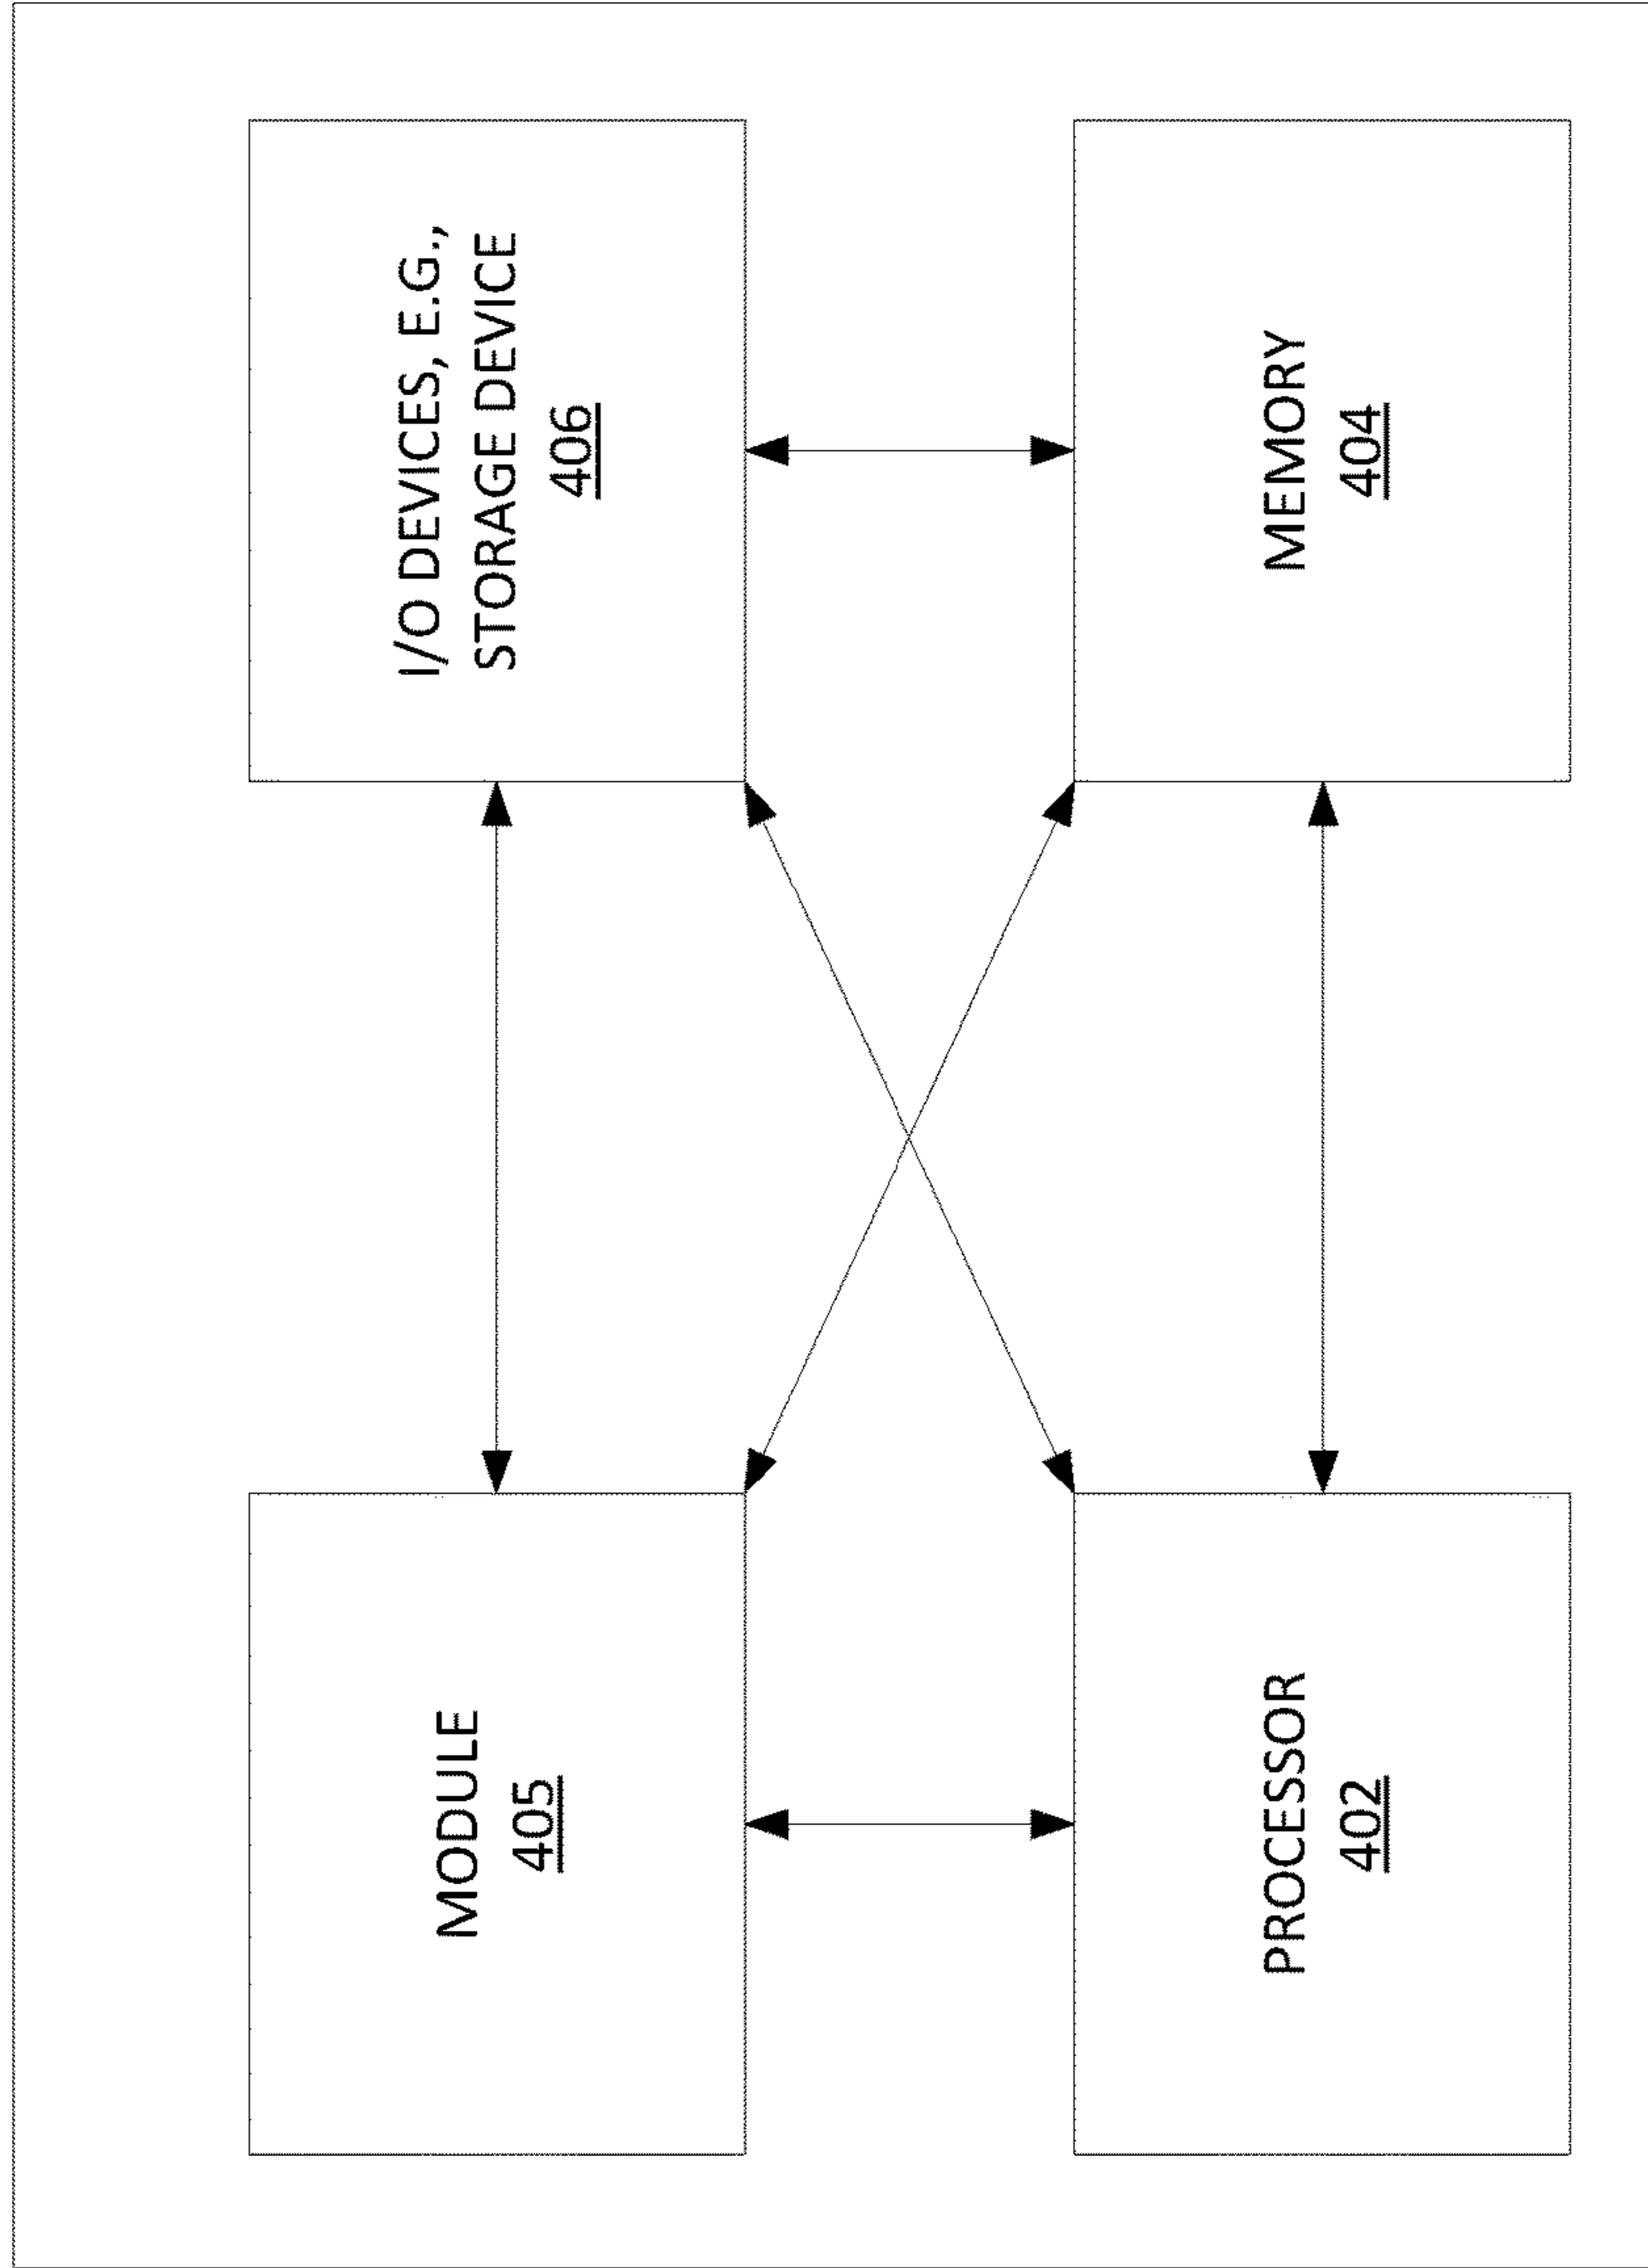 MODULE
405
I/O DEVICES, E.G.,
STORAGE DEVICE
406
PROCESSOR
402
MEMORY
404